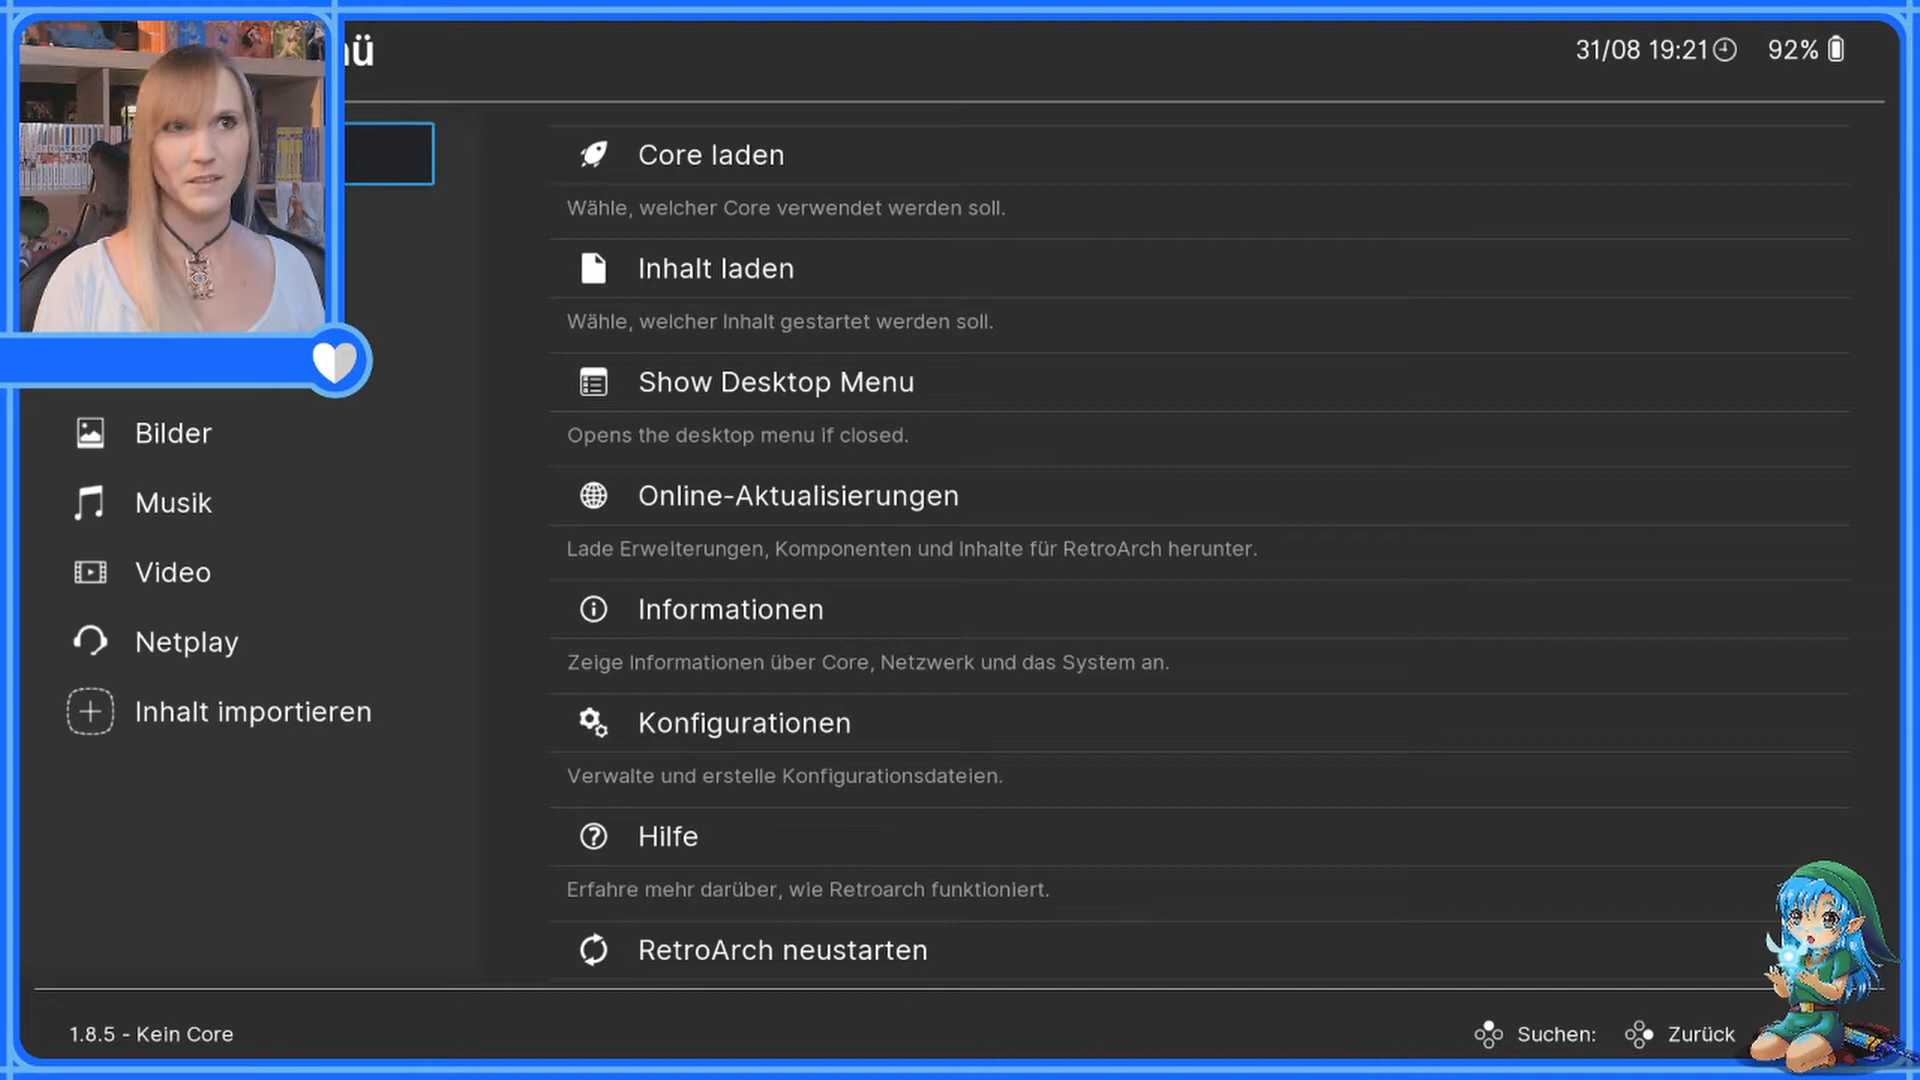 nü
31/08 19:21
92%
Bilder
Musik
Video
Netplay
Inhalt importieren
Core laden
Wähle, welcher Core verwendet werden soll.
Inhalt laden
Wähle, welcher Inhalt gestartet werden soll.
Show Desktop Menu
Opens the desktop menu if closed.
Online-Aktualisierungen
Lade Erweiterungen, Komponenten und Inhalte für RetroArch herunter.
Informationen
Zeige Informationen über Core, Netzwerk und das System an.
Konfigurationen
Verwalte und erstelle Konfigurationsdateien.
Hilfe
Erfahre mehr darüber, wie Retroarch funktioniert.
RetroArch neustarten
1.8.5 - Kein Core
Suchen:
Zurück